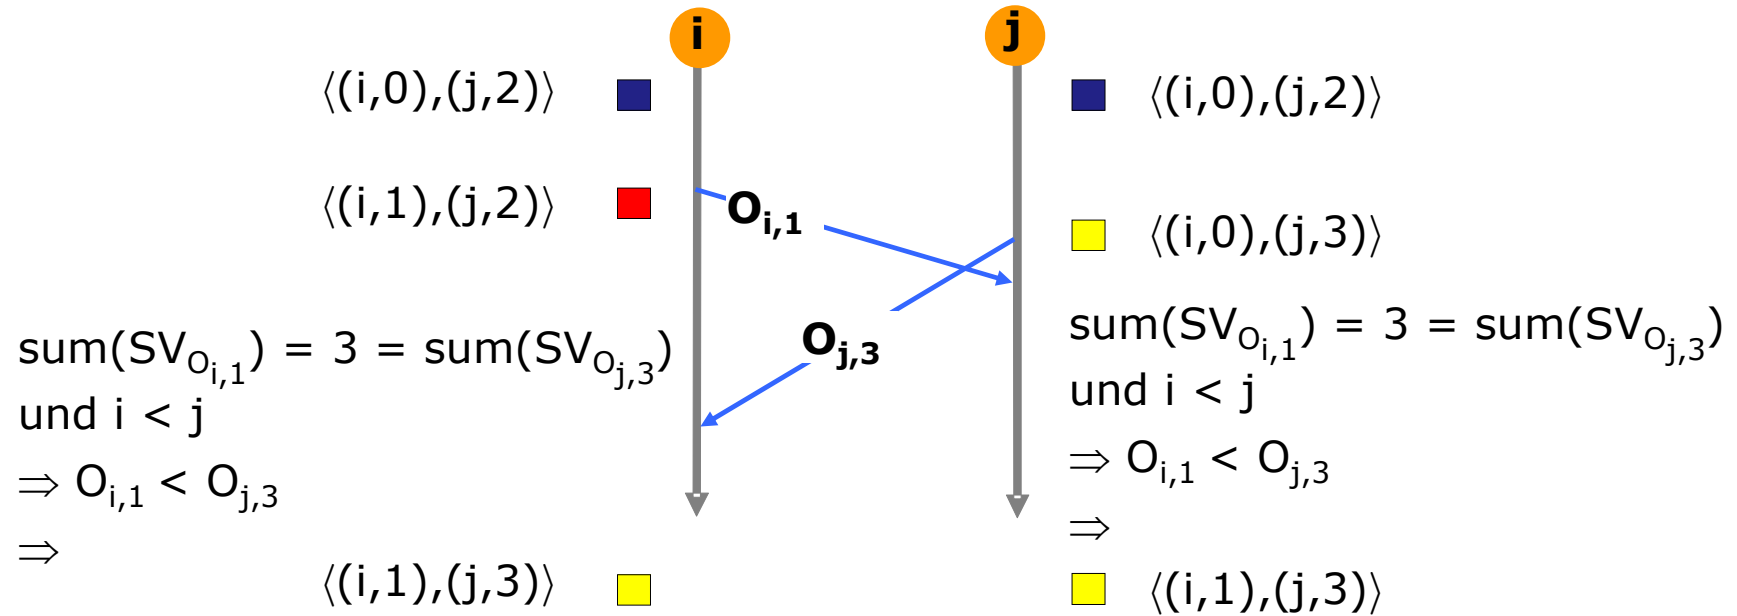 i
j
⟨(i,0),(j,2)⟩
⟨(i,0),(j,2)⟩
⟨(i,1),(j,2)⟩
O_{i,1}
⟨(i,0),(j,3)⟩
sum(SV_{O_{i,1}}) = 3 = sum(SV_{O_{j,3}})
und i < j
⇒ O_{i,1} < O_{j,3}
⇒
O_{j,3}
sum(SV_{O_{i,1}}) = 3 = sum(SV_{O_{j,3}})
und i < j
⇒ O_{i,1} < O_{j,3}
⇒
⟨(i,1),(j,3)⟩
⟨(i,1),(j,3)⟩